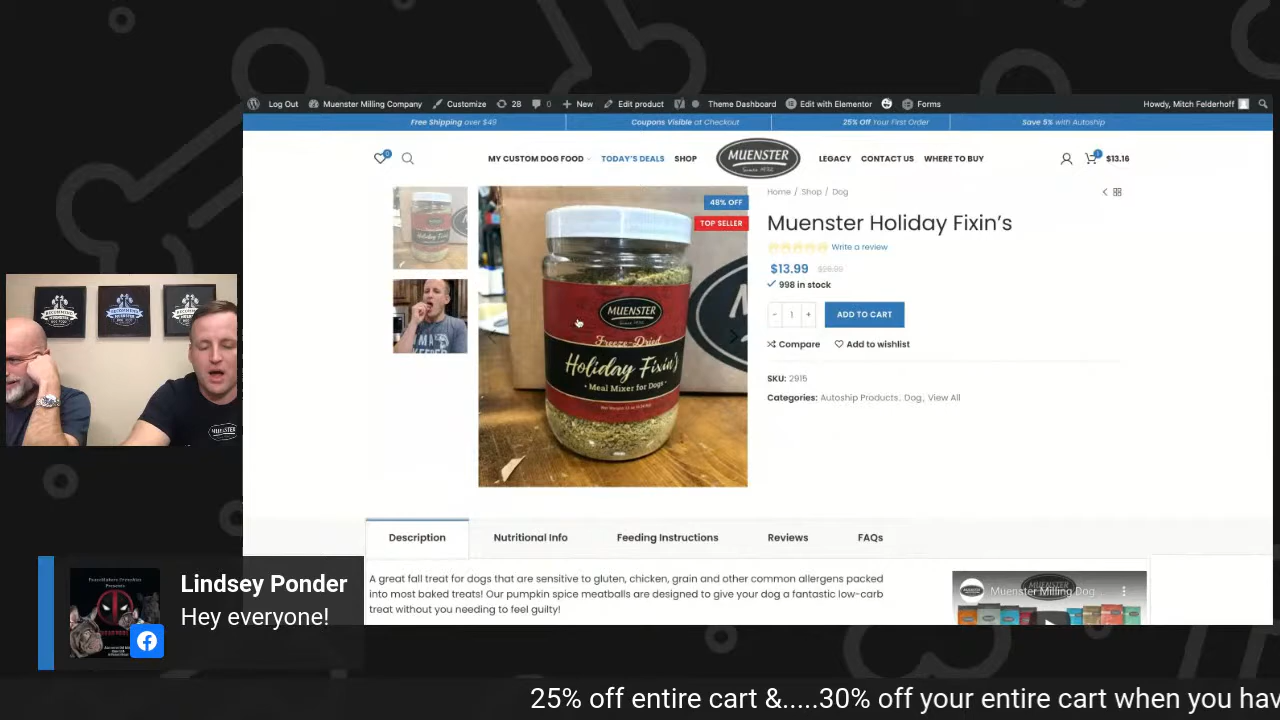 Log Out
Muenster Milling Company
Customize
28
0
New
Edit product
Theme Dashboard
Edit with Elementor
Forms
Howdy, Mitch Felderhoff
Free Shipping over $49
Coupons Visible at Checkout
25% Off Your First Order
Save 5% with Autoship
0
MY CUSTOM DOG FOOD
TODAY'S DEALS
SHOP
MUENSTER
Since 1932
LEGACY
CONTACT US
WHERE TO BUY
1
$13.16
48% OFF
TOP SELLER
MUENSTER
Since 1932
Freeze-Dried
Holiday Fixin's
• Meal Mixer for Dogs •
Home / Shop / Dog
Muenster Holiday Fixin's
Write a review
$13.99
998 in stock
- 1 +
ADD TO CART
Compare
Add to wishlist
SKU: 2915
Categories: Autoship Products, Dog, View All
MUENSTER
Description
Nutritional Info
Feeding Instructions
Reviews
FAQs
A great fall treat for dogs that are sensitive to gluten, chicken, grain and other common allergens packed
into most baked treats! Our pumpkin spice meatballs are designed to give your dog a fantastic low-carb
treat without you needing to feel guilty!
Muenster Milling Dog...
Lindsey Ponder
Hey everyone!
25% off entire cart &.....30% off your entire cart when you hav